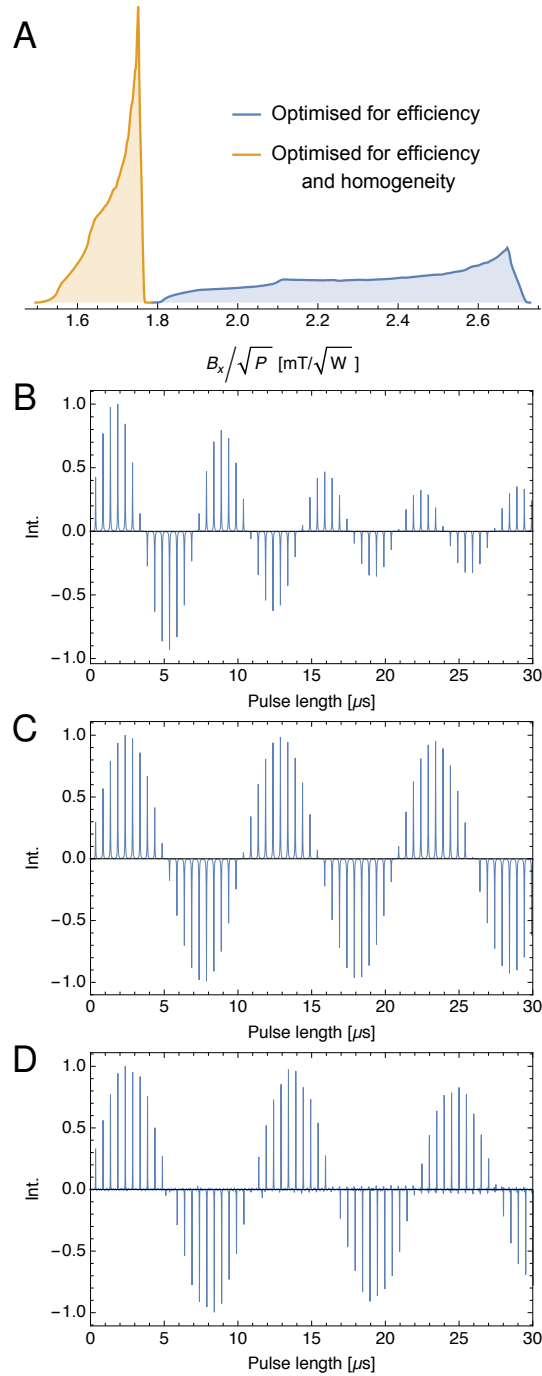 A
Optimised for efficiency
Optimised for efficiency
and homogeneity
1.6 1.8 2.0 2.2 2.4 2.6
B_x/√P [mT/√W]
B
1.0
0.5
0.0
−0.5
−1.0
Int.
0 5 10 15 20 25 30
Pulse length [μs]
C
1.0
0.5
0.0
−0.5
−1.0
Int.
0 5 10 15 20 25 30
Pulse length [μs]
D
1.0
0.5
0.0
−0.5
−1.0
Int.
0 5 10 15 20 25 30
Pulse length [μs]